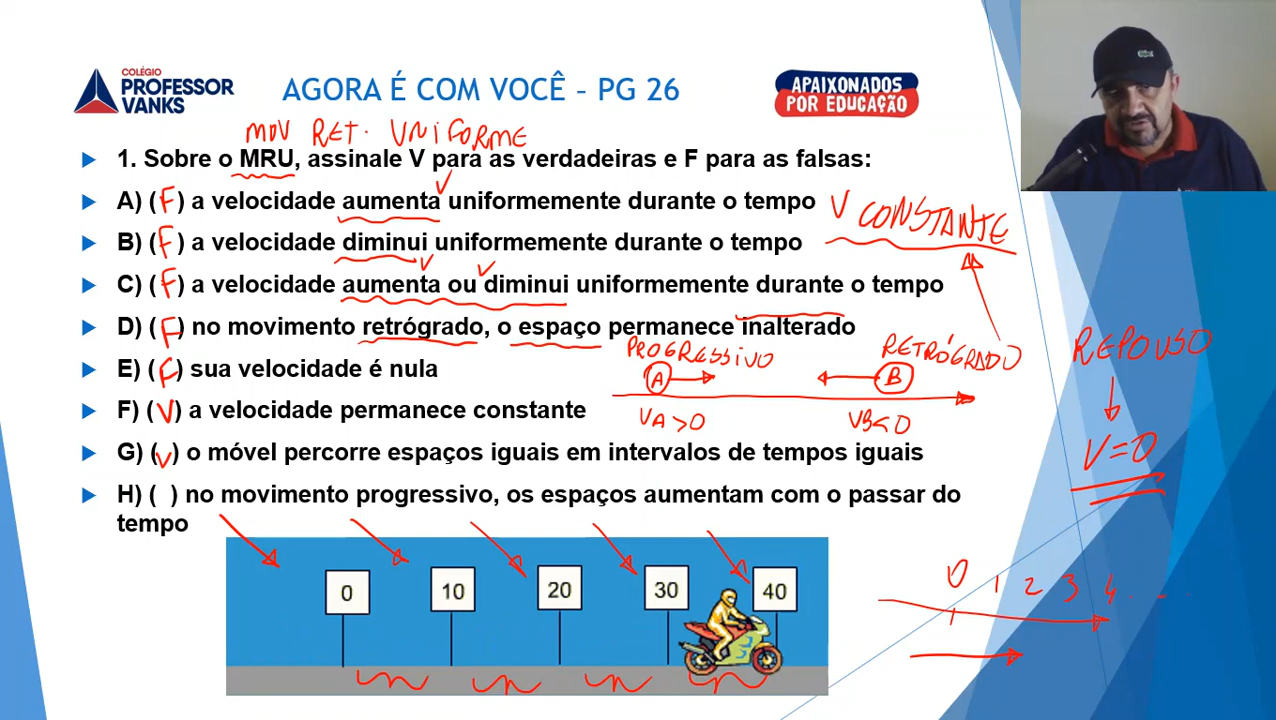 COLÉGIO
PROFESSOR
VANKS
AGORA É COM VOCÊ – PG 26
APAIXONADOS
POR EDUCAÇÃO
MOV RET. UNIFORME
1. Sobre o MRU, assinale V para as verdadeiras e F para as falsas:
A) (F) a velocidade aumenta uniformemente durante o tempo
V CONSTANTE
B) (F) a velocidade diminui uniformemente durante o tempo
C) (F) a velocidade aumenta ou diminui uniformemente durante o tempo
D) (F) no movimento retrógrado, o espaço permanece inalterado
PROGRESSIVO
RETRÓGRADO
REPOUSO
E) (F) sua velocidade é nula
A
B
F) (V) a velocidade permanece constante
VA>0
VB<0
V=0
G) (V) o móvel percorre espaços iguais em intervalos de tempos iguais
H) ( ) no movimento progressivo, os espaços aumentam com o passar do
tempo
0 10 20 30 40
0 1 2 3 4 . . .